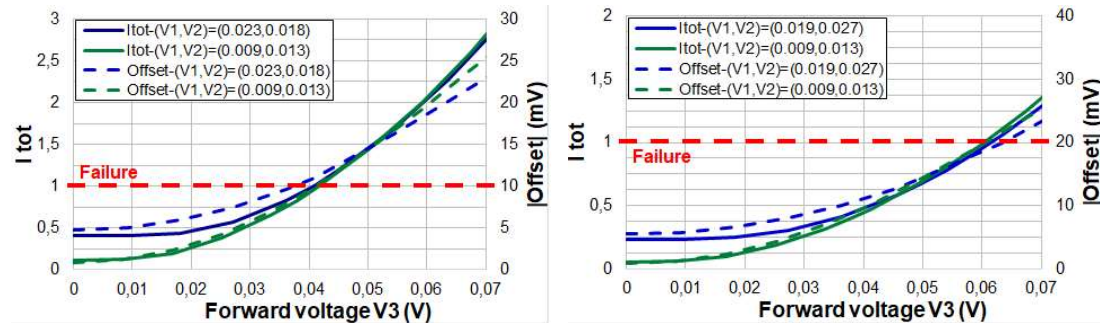 3
2,5
2
1,5
1
0,5
0
I tot
Itot-(V1,V2)=(0.023,0.018)
Itot-(V1,V2)=(0.009,0.013)
Offset-(V1,V2)=(0.023,0.018)
Offset-(V1,V2)=(0.009,0.013)
Failure
30
25
20
15
10
5
0
|Offset| (mV)
0 0,01 0,02 0,03 0,04 0,05 0,06 0,07
Forward voltage V3 (V)
2
1,5
1
0,5
0
I tot
Itot-(V1,V2)=(0.019,0.027)
Itot-(V1,V2)=(0.009,0.013)
Offset-(V1,V2)=(0.019,0.027)
Offset-(V1,V2)=(0.009,0.013)
Failure
40
30
20
10
0
|Offset| (mV)
0 0,01 0,02 0,03 0,04 0,05 0,06 0,07
Forward voltage V3 (V)